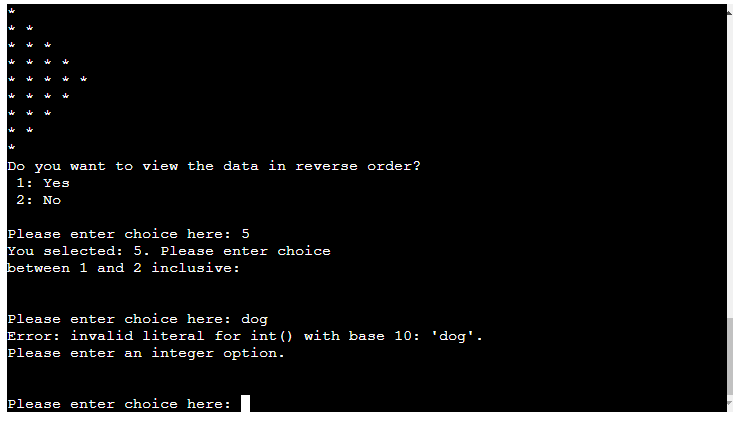 *
* *
* * *
* * * *
* * * * *
* * * *
* * *
* *
*
Do you want to view the data in reverse order?
1: Yes
2: No
Please enter choice here: 5
You selected: 5. Please enter choice
between 1 and 2 inclusive:
Please enter choice here: dog
Error: invalid literal for int() with base 10: 'dog'.
Please enter an integer option.
Please enter choice here: